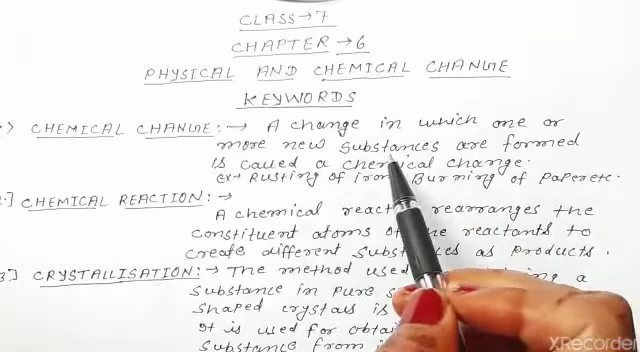 CLASS → 7
CHAPTER → 6
PHYSICAL AND CHEMICAL CHANGE
KEYWORDS
CHEMICAL CHANGE: → A change in which one or
more new substances are formed
is called a chemical change.
ex → Rusting of iron, Burning of paper etc.
2.] CHEMICAL REACTION: →
A chemical rearranges the
constituent atoms of the reactants to
create different as products.
3] CRYSTALLISATION: → The method used a
substance in pure
shaped crystals is
It is used for
substance from
XRecorder